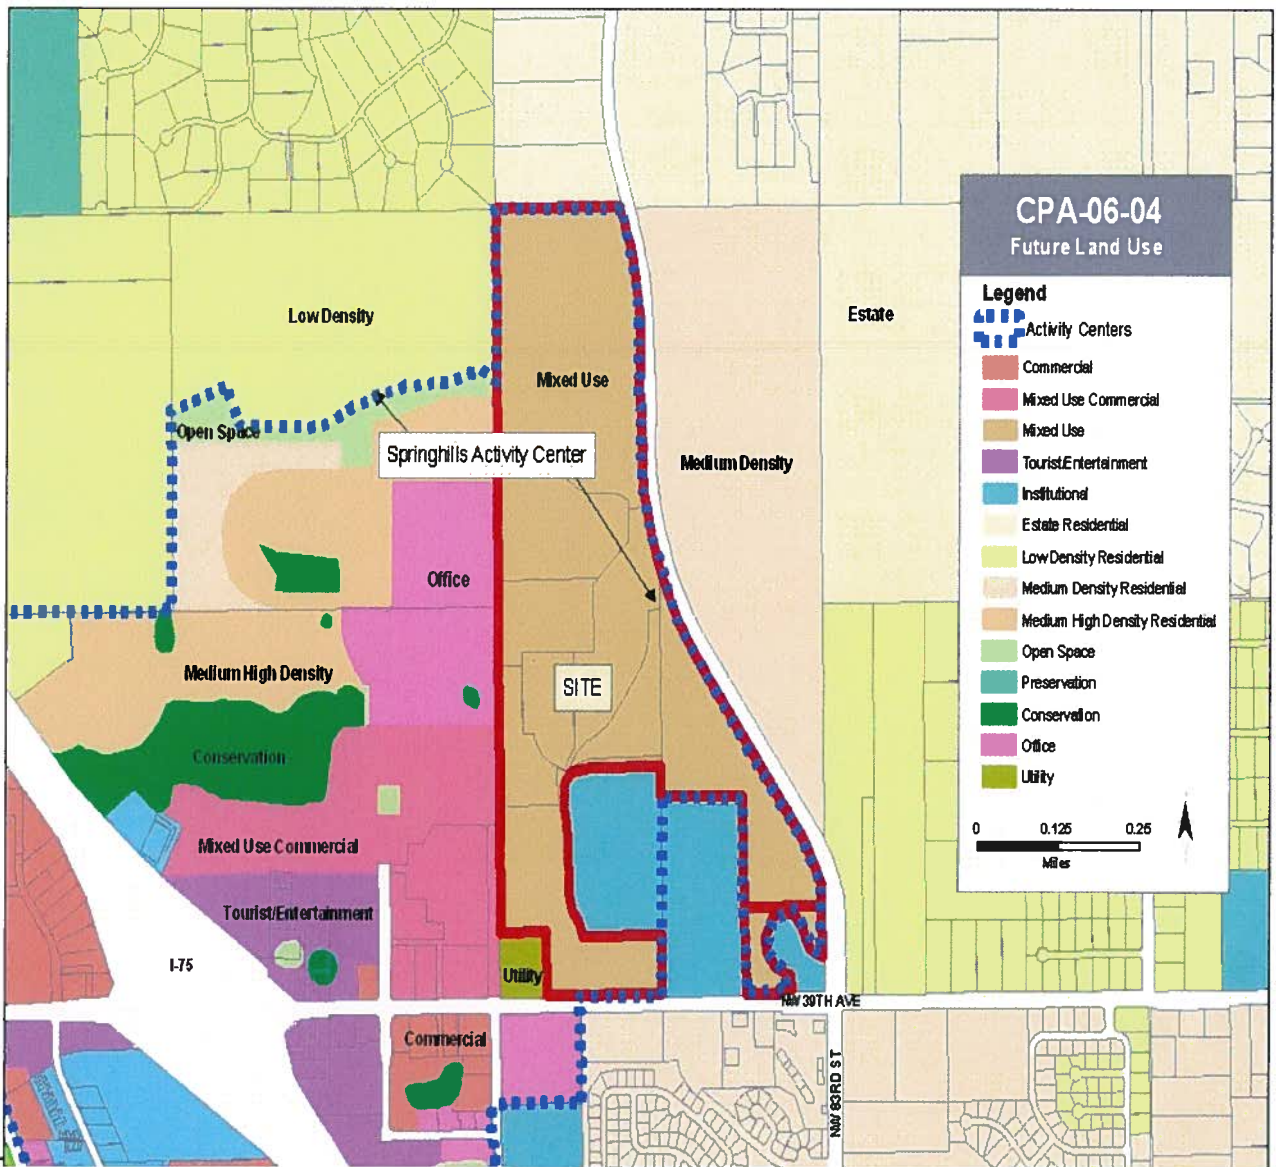 CPA-06-04
Future Land Use
Legend
Activity Centers
Commercial
Mixed Use Commercial
Mixed Use
Tourist/Entertainment
Institutional
Estate Residential
Low Density Residential
Medium Density Residential
Medium High Density Residential
Open Space
Preservation
Conservation
Office
Utility
0 0.125 0.25
Miles
Low Density
Estate
Mixed Use
Open Space
Springhills Activity Center
Medium Density
Office
Medium High Density
SITE
Conservation
Mixed Use Commercial
Tourist/Entertainment
I-75
Utility
NW 39TH AVE
Commercial
NW 83RD ST